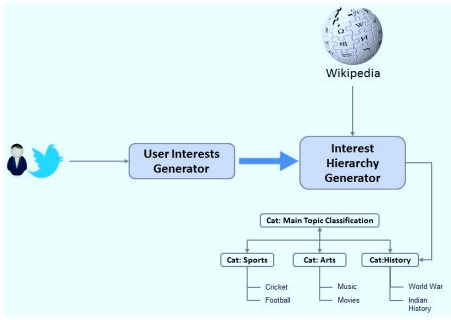 Wikipedia
User Interests
Generator
Interest
Hierarchy
Generator
Cat: Main Topic Classification
Cat: Sports
Cat: Arts
Cat:History
Cricket
Music
World War
Football
Movies
Indian
History